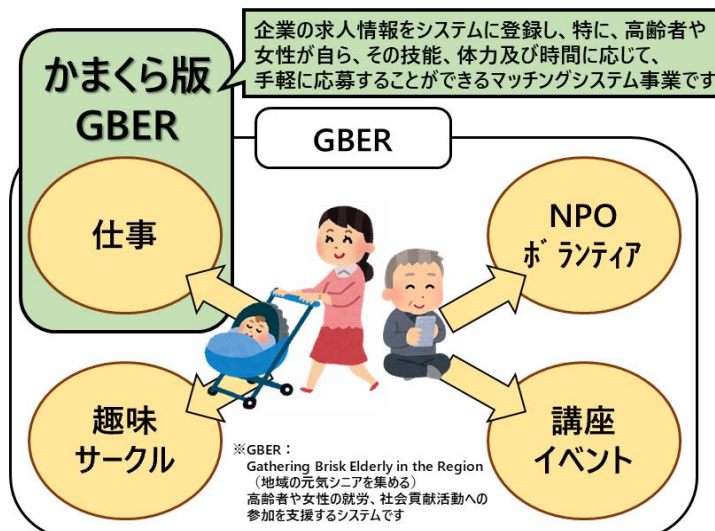 企業の求人情報をシステムに登録し、特に、高齢者や
女性が自ら、その技能、体力及び時間に応じて、
手軽に応募することができるマッチングシステム事業です
かまくら版
GBER
GBER
仕事
NPO
ボランティア
趣味
サークル
講座
イベント
※GBER：
Gathering Brisk Elderly in the Region
（地域の元気シニアを集める）
高齢者や女性の就労、社会貢献活動への
参加を支援するシステムです